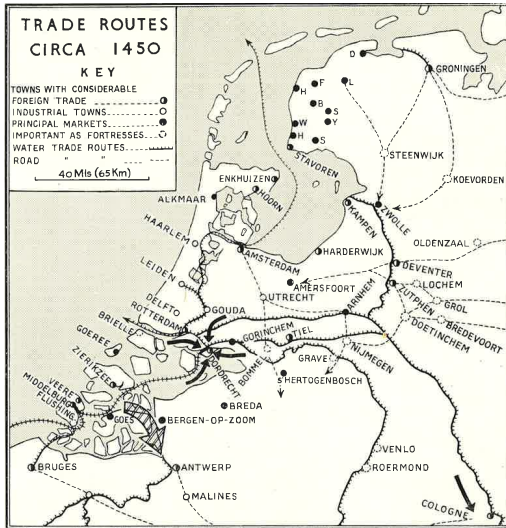 TRADE ROUTES
CIRCA 1450
KEY
TOWNS WITH CONSIDERABLE
FOREIGN TRADE
INDUSTRIAL TOWNS
PRINCIPAL MARKETS
IMPORTANT AS FORTRESSES
WATER TRADE ROUTES
ROAD " "
40 Mls (65 Km)
D
GRONINGEN
F
L
H
B
S
W
Y
H
S
STAVOREN
STEENWIJK
KOEVORDEN
ENKHUIZEN
HOORN
ALKMAAR
KAMPEN
ZWOLLE
HAARLEM
AMSTERDAM
HARDERWIJK
OLDENZAAL
DEVENTER
LEIDEN
AMERSFOORT
LOCHEM
UTRECHT
ARNHEM
ZUTPHEN
GROL
DELFT
GOUDA
ROTTERDAM
BREDEVOORT
DOETINCHEM
BRIELLE
GORINCHEM
TIEL
GOEREE
DORDRECHT
BOMMEL
GRAVE
NIJMEGEN
ZIERIKZEE
S HERTOGENBOSCH
VEERE
MIDDELBURG
FLUSHING
GOES
BREDA
BERGEN-OP-ZOOM
VENLO
ROERMOND
BRUGES
ANTWERP
MALINES
COLOGNE